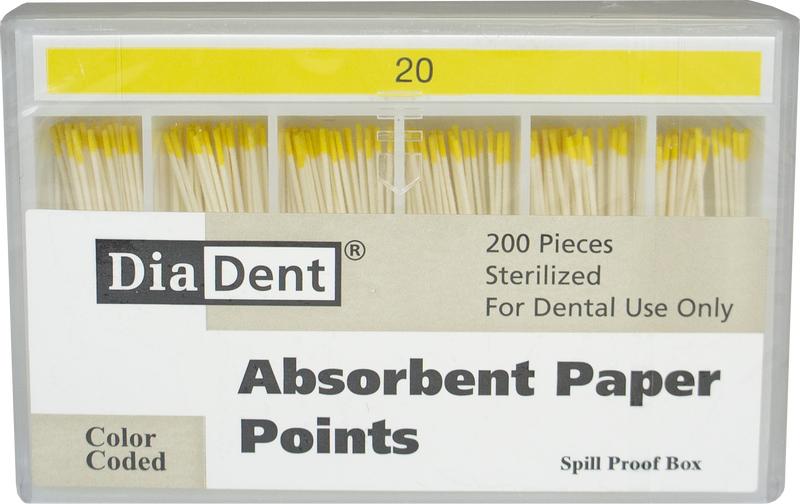 20
DiaDent®
200 Pieces
Sterilized
For Dental Use Only
Absorbent Paper
Points
Color
Coded
Spill Proof Box